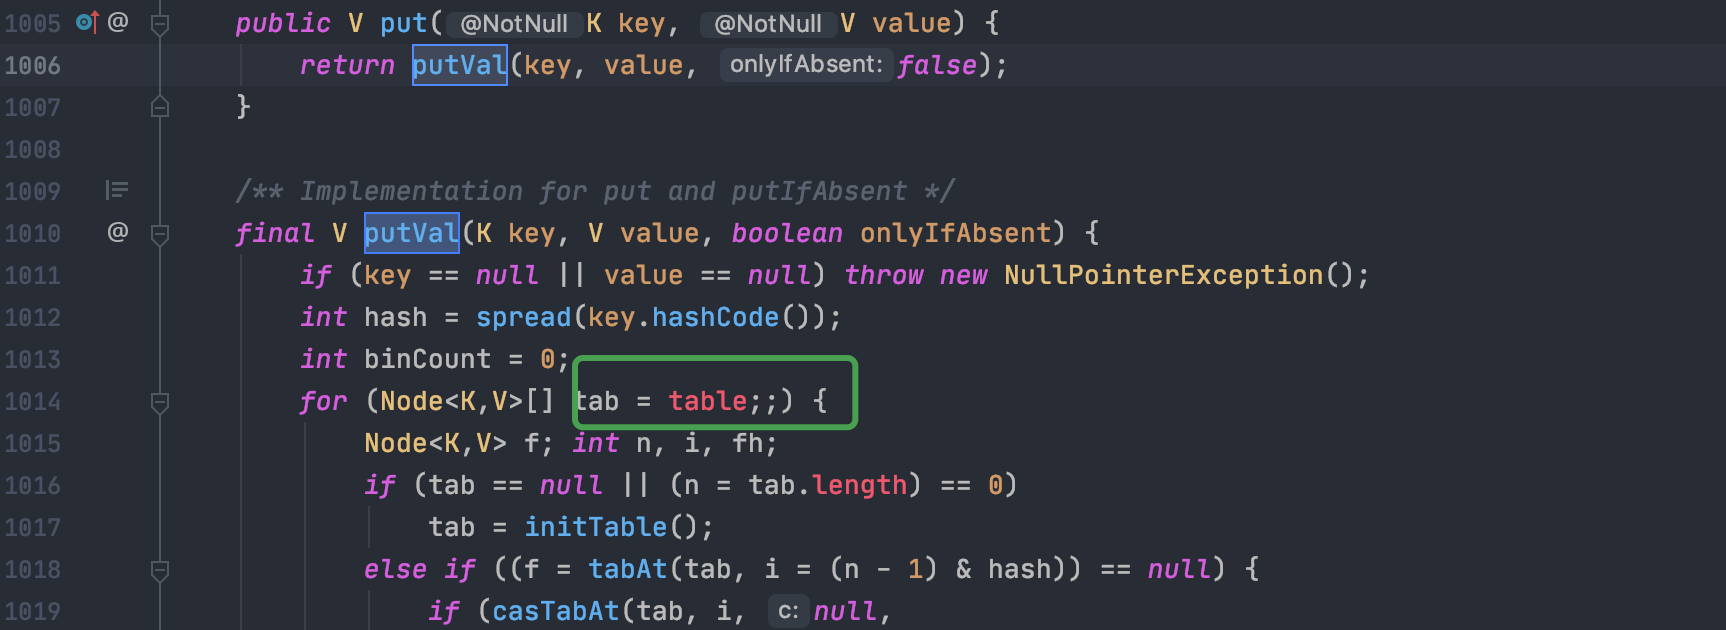 1005 @ public V put( @NotNull K key, @NotNull V value) {
1006 return putVal(key, value, onlyIfAbsent: false);
1007 }
1008
1009 /** Implementation for put and putIfAbsent */
1010 @ final V putVal(K key, V value, boolean onlyIfAbsent) {
1011 if (key == null || value == null) throw new NullPointerException();
1012 int hash = spread(key.hashCode());
1013 int binCount = 0;
1014 for (Node<K,V>[] tab = table;;) {
1015 Node<K,V> f; int n, i, fh;
1016 if (tab == null || (n = tab.length) == 0)
1017 tab = initTable();
1018 else if ((f = tabAt(tab, i = (n - 1) & hash)) == null) {
1019 if (casTabAt(tab, i, c: null,